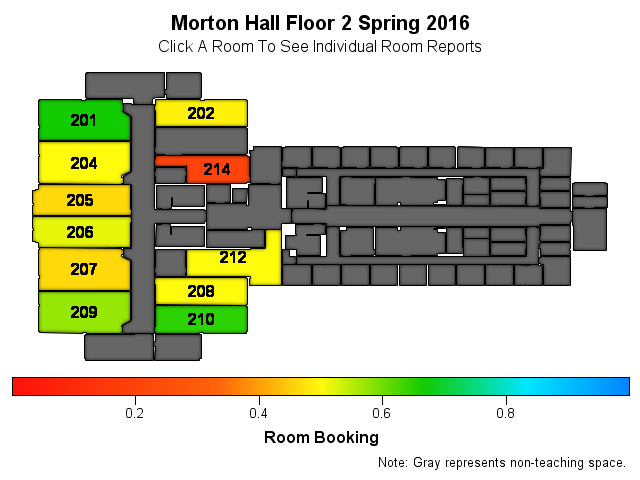 Morton Hall Floor 2 Spring 2016
Click A Room To See Individual Room Reports
201
202
204
214
205
206
207
212
208
209
210
0.2 0.4 0.6 0.8
Room Booking
Note: Gray represents non-teaching space.